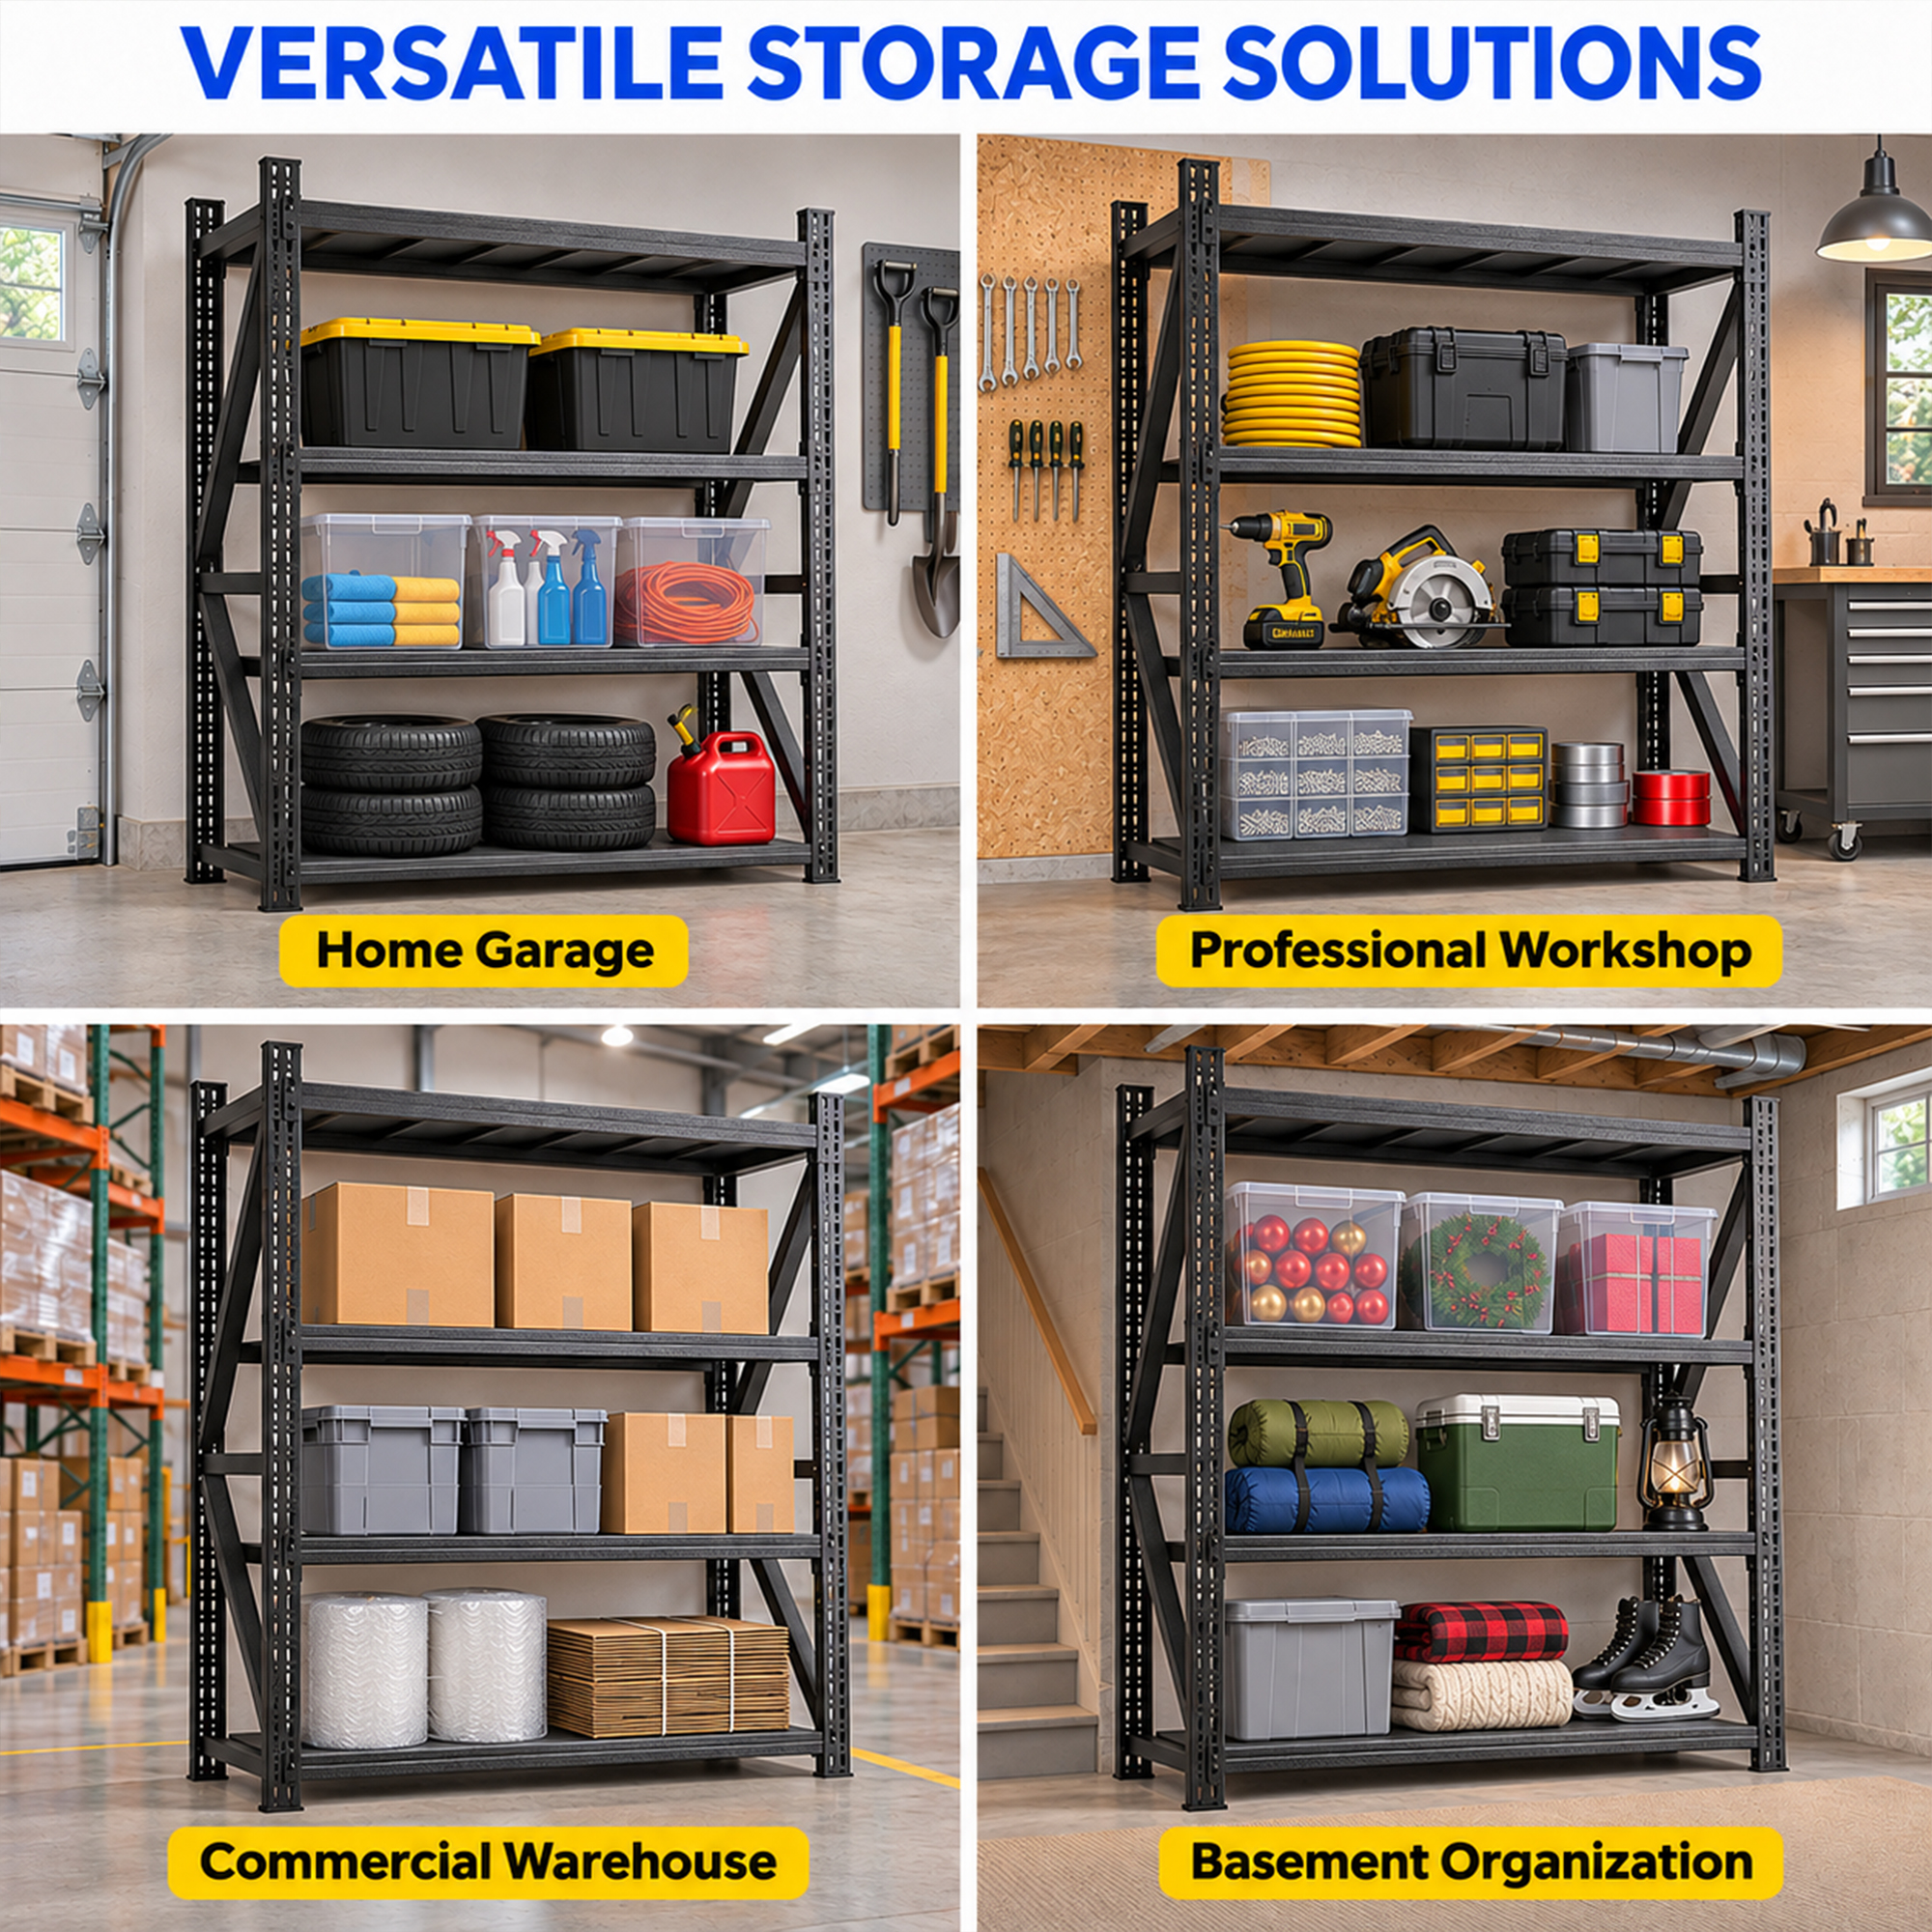 VERSATILE STORAGE SOLUTIONS
Home Garage
Professional Workshop
Commercial Warehouse
Basement Organization